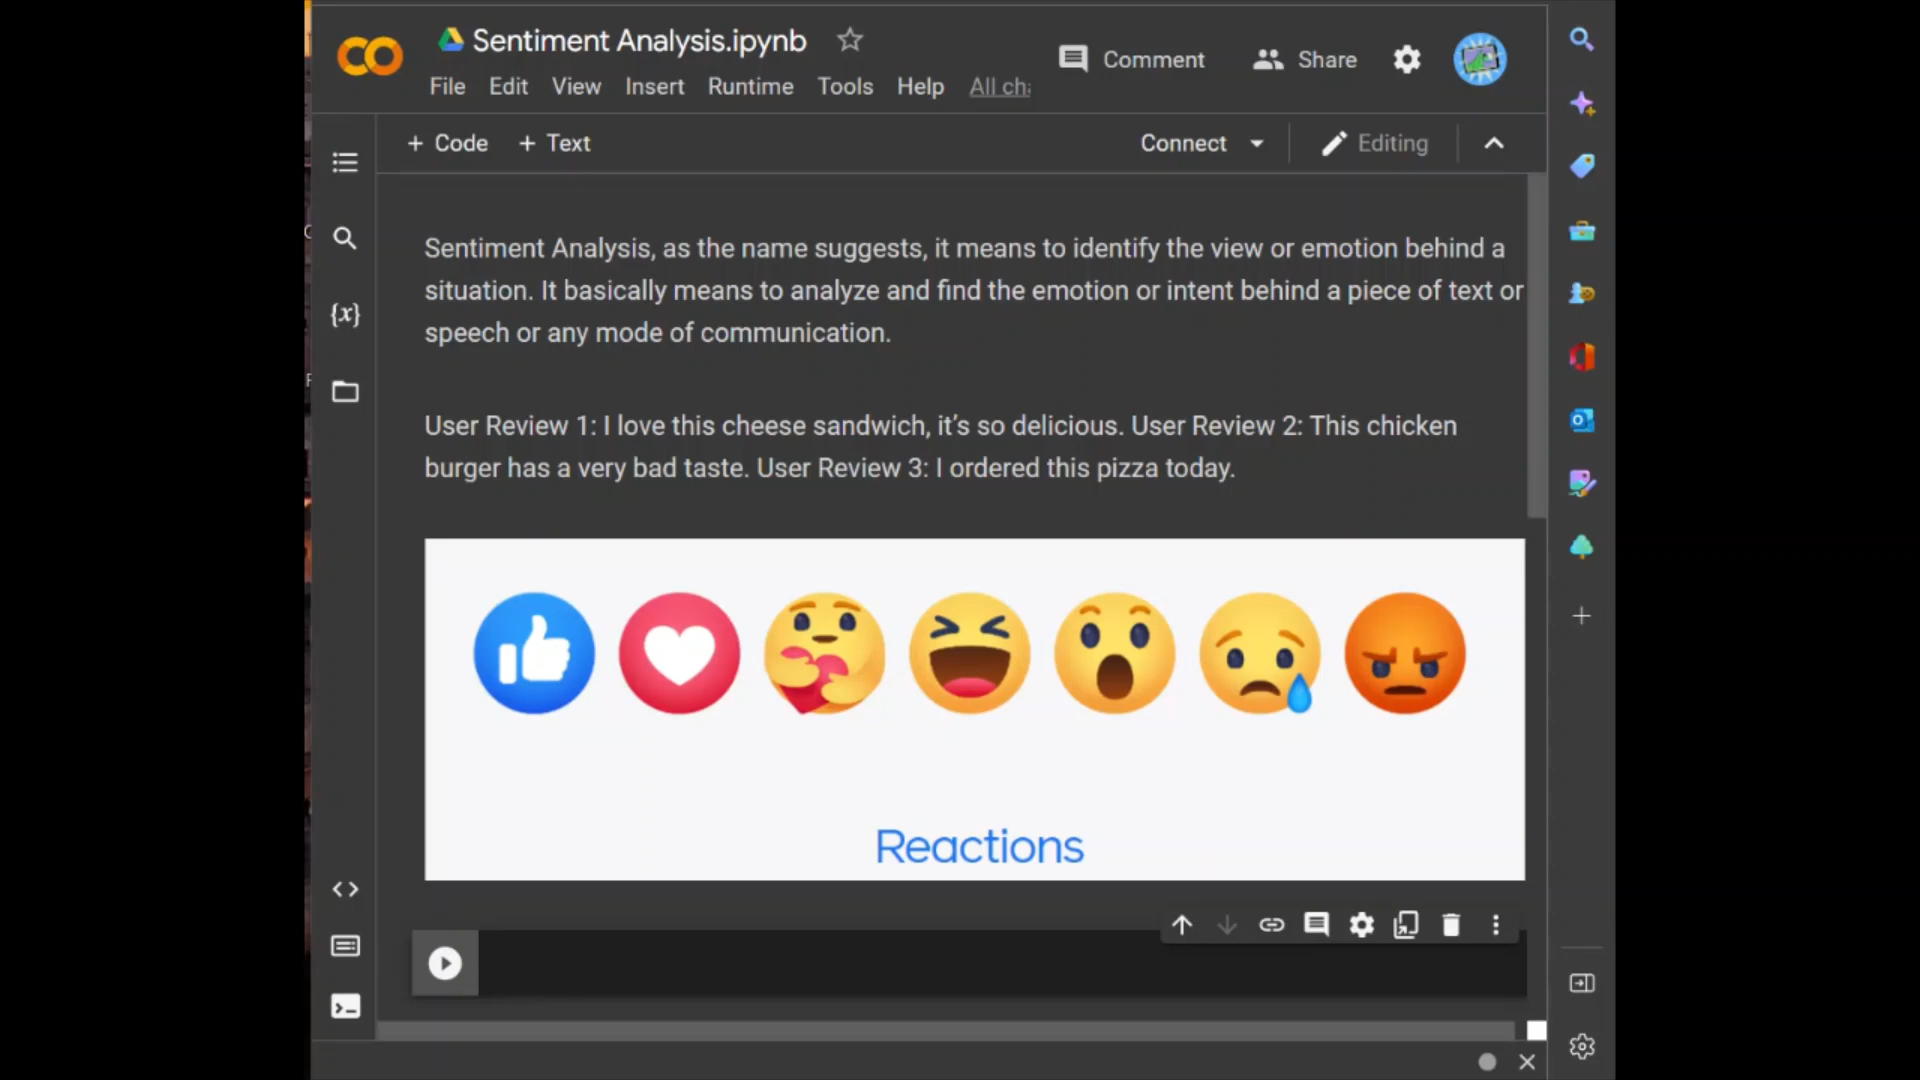 Sentiment Analysis.ipynb
Comment
Share
File Edit View Insert Runtime Tools Help All
+ Code + Text
Connect
Editing
{x}
Sentiment Analysis, as the name suggests, it means to identify the view or emotion behind a
situation. It basically means to analyze and find the emotion or intent behind a piece of text or
speech or any mode of communication.
User Review 1: I love this cheese sandwich, it’s so delicious. User Review 2: This chicken
burger has a very bad taste. User Review 3: I ordered this pizza today.
Reactions